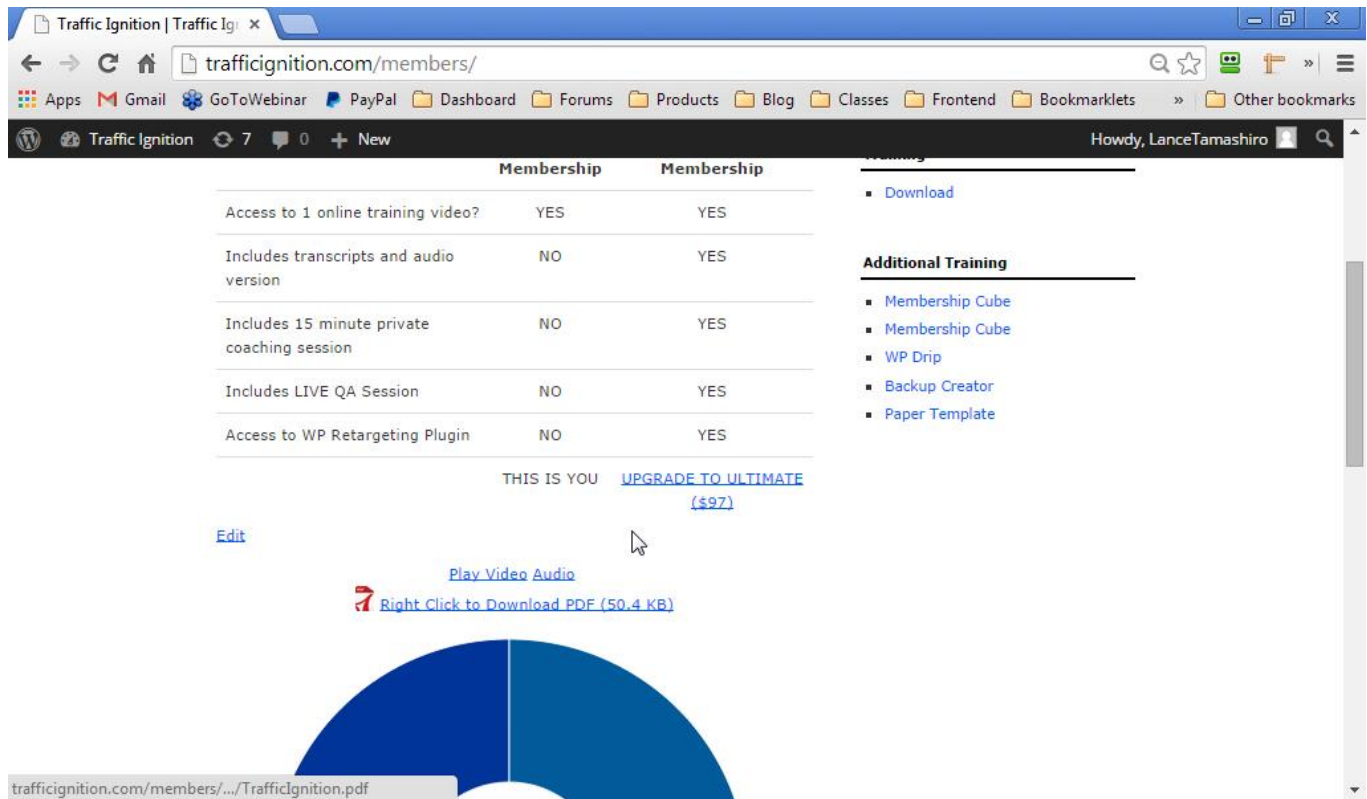 Traffic Ignition | Traffic Ig
trafficignition.com/members/
Apps Gmail GoToWebinar PayPal Dashboard Forums Products Blog Classes Frontend Bookmarklets » Other bookmarks
Traffic Ignition 7 0 + New Howdy, LanceTamashiro
Membership Membership
Access to 1 online training video? YES YES
Includes transcripts and audio
version
NO YES
Includes 15 minute private
coaching session
NO YES
Includes LIVE QA Session NO YES
Access to WP Retargeting Plugin NO YES
THIS IS YOU UPGRADE TO ULTIMATE
($97)
Edit
Play Video Audio
Right Click to Download PDF (50.4 KB)
Download
Additional Training
Membership Cube
Membership Cube
WP Drip
Backup Creator
Paper Template
trafficignition.com/members/.../TrafficIgnition.pdf